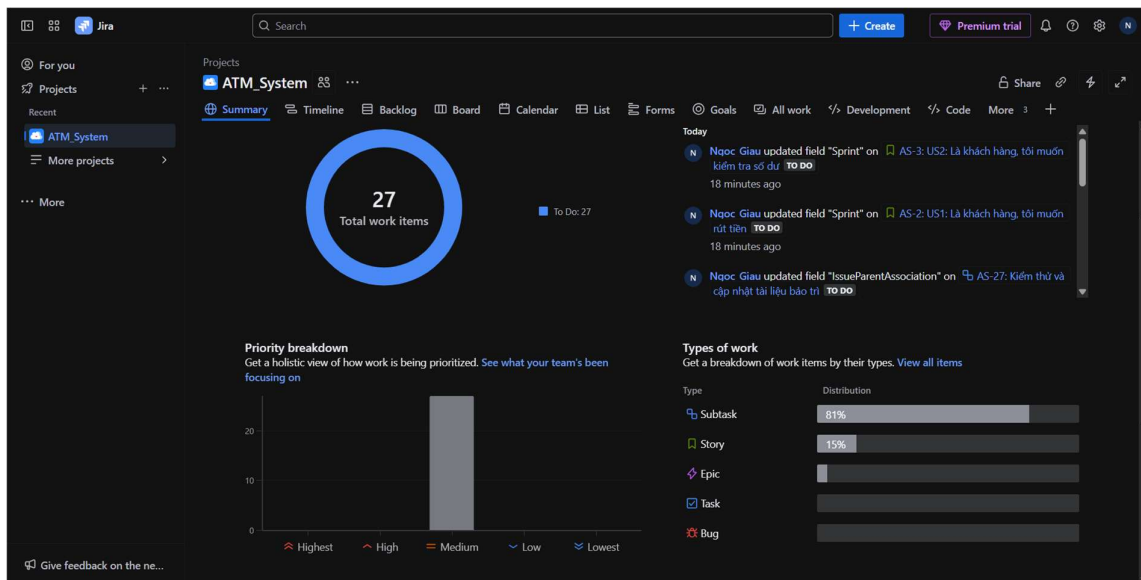 Jira
Search
+ Create
Premium trial
N
For you
Projects
Recent
ATM_System
More projects
More
Give feedback on the ne...
Projects
ATM_System
Share
Summary
Timeline
Backlog
Board
Calendar
List
Forms
Goals
All work
Development
Code
More 3
27
Total work items
To Do: 27
Today
N
Ngoc Giau updated field "Sprint" on AS-3: US2: Là khách hàng, tôi muốn
kiểm tra số dư TO DO
18 minutes ago
N
Ngoc Giau updated field "Sprint" on AS-2: US1: Là khách hàng, tôi muốn
rút tiền TO DO
18 minutes ago
N
Ngoc Giau updated field "IssueParentAssociation" on AS-27: Kiểm thử và
cập nhật tài liệu bảo trì TO DO
Priority breakdown
Get a holistic view of how work is being prioritized. See what your team's been
focusing on
20
10
0
Highest
High
Medium
Low
Lowest
Types of work
Get a breakdown of work items by their types. View all items
Type
Distribution
Subtask
81%
Story
15%
Epic
Task
Bug